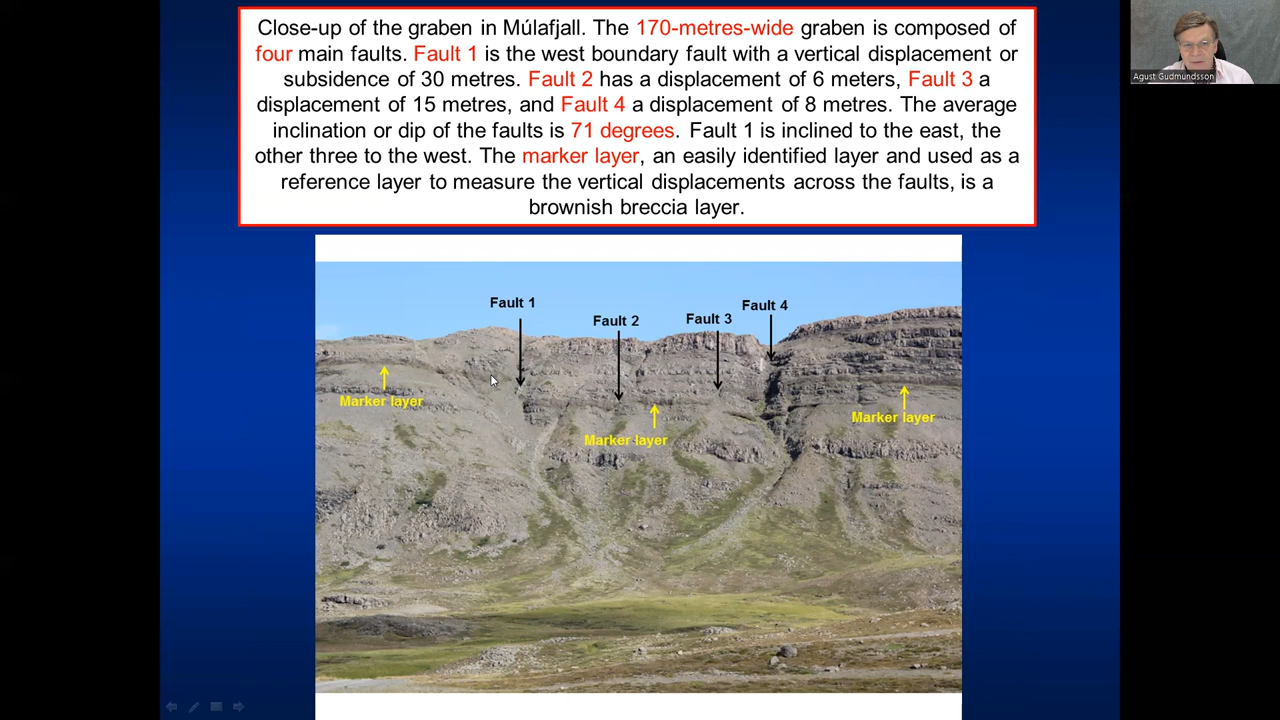 Close-up of the graben in Múlafjall. The 170-metres-wide graben is composed of
four main faults. Fault 1 is the west boundary fault with a vertical displacement or
subsidence of 30 metres. Fault 2 has a displacement of 6 meters, Fault 3 a
displacement of 15 metres, and Fault 4 a displacement of 8 metres. The average
inclination or dip of the faults is 71 degrees. Fault 1 is inclined to the east, the
other three to the west. The marker layer, an easily identified layer and used as a
reference layer to measure the vertical displacements across the faults, is a
brownish breccia layer.
Agust Gudmundsson
Fault 1
Fault 2
Fault 3
Fault 4
Marker layer
Marker layer
Marker layer